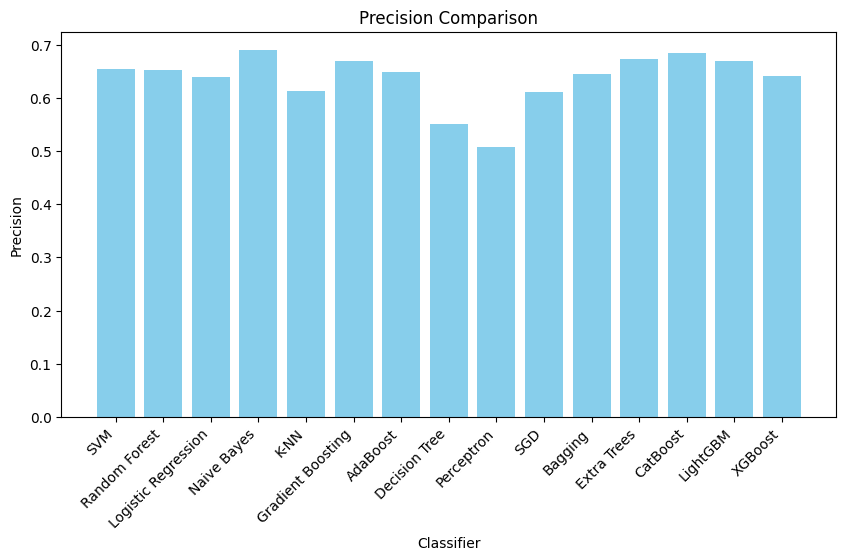 Precision Comparison
Precision
0.7
0.6
0.5
0.4
0.3
0.2
0.1
0.0
SVM
Random Forest
Logistic Regression
Naive Bayes
K-NN
Gradient Boosting
AdaBoost
Decision Tree
Perceptron
SGD
Bagging
Extra Trees
CatBoost
LightGBM
XGBoost
Classifier